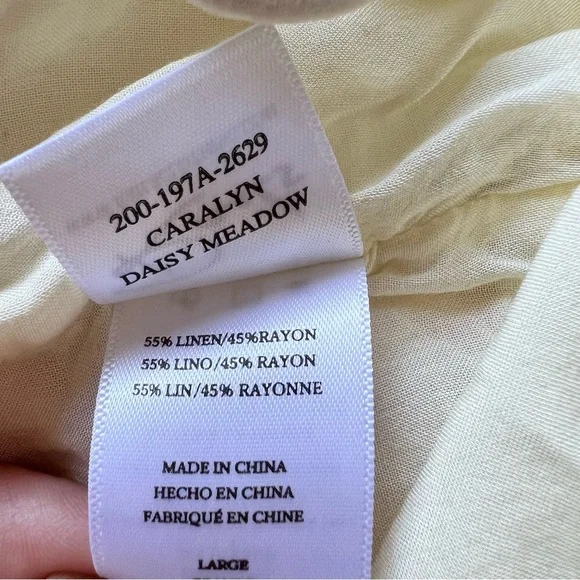 200-197A-2629
CARALYN
DAISY MEADOW
55% LINEN/45%RAYON
55% LINO/45% RAYON
55% LIN/45% RAYONNE
MADE IN CHINA
HECHO EN CHINA
FABRIQUÉ EN CHINE
LARGE